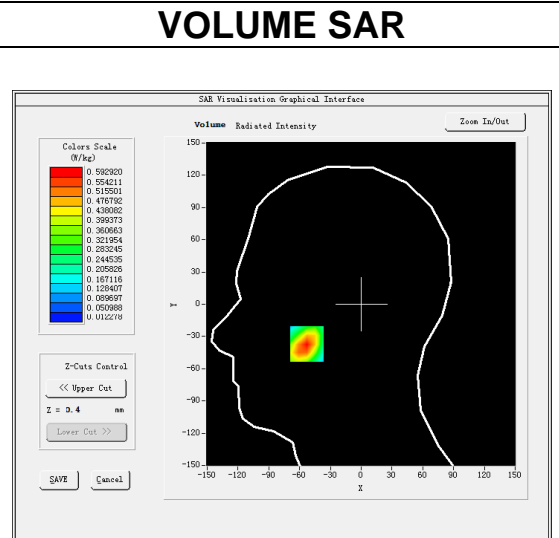 VOLUME SAR
SAR Visualisation Graphical Interface
Volume Radiated Intensity
Zoom In/Out
Colors Scale
(W/kg)
0.592920
0.554211
0.515501
0.476792
0.438082
0.399373
0.360663
0.321954
0.283245
0.244535
0.205826
0.167116
0.128407
0.089697
0.050988
0.012278
Z-Cuts Control
<< Upper Cut
Z = 0.4 mm
Lower Cut >>
SAVE Cancel
150
120
90
60
30
0
-30
-60
-90
-120
-150
Y
-150 -120 -90 -60 -30 0 30 60 90 120 150
X